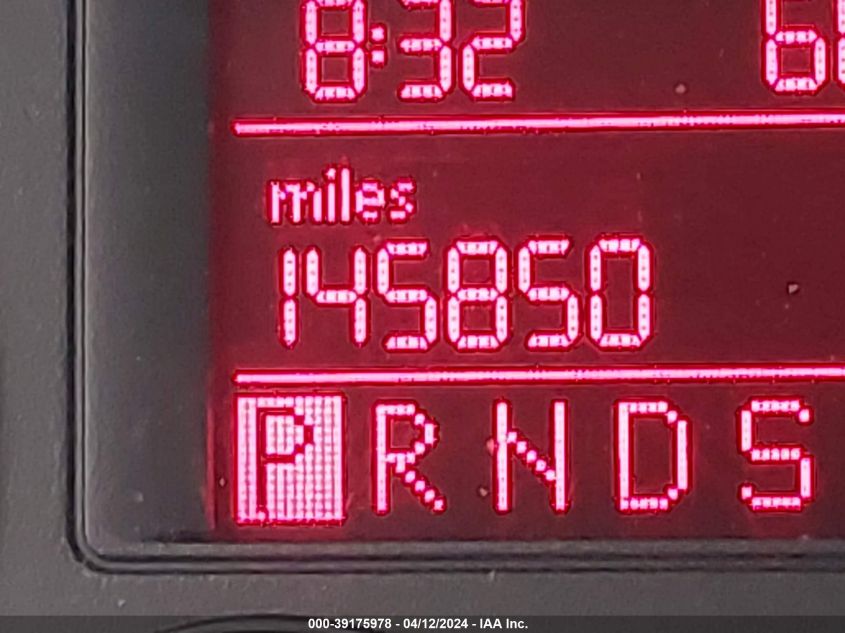 8:32
miles
145850
P R N D S
000-39175978 - 04/12/2024 - IAA Inc.